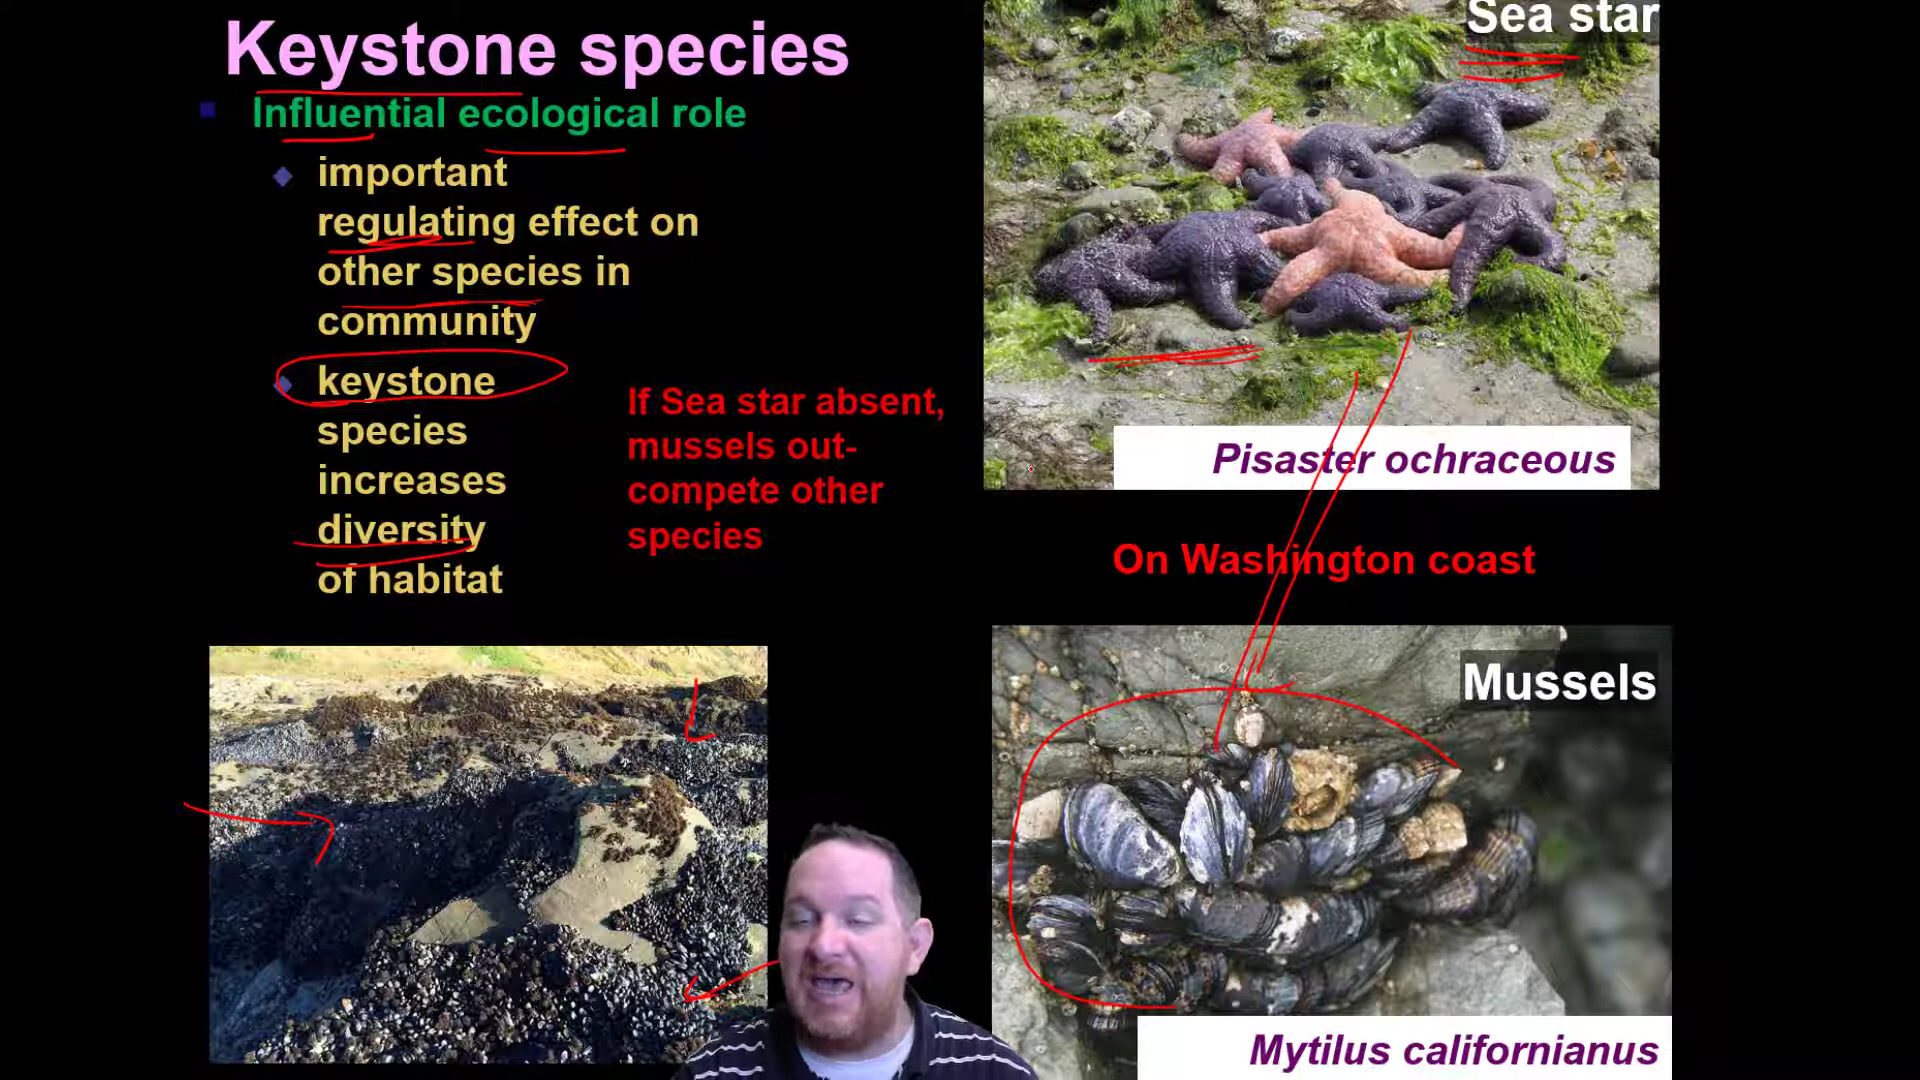 Keystone species
Influential ecological role
important
regulating effect on
other species in
community
keystone
species
increases
diversity
of habitat
If Sea star absent,
mussels out-
compete other
species
Sea star
Pisaster ochraceous
On Washington coast
Mussels
Mytilus californianus